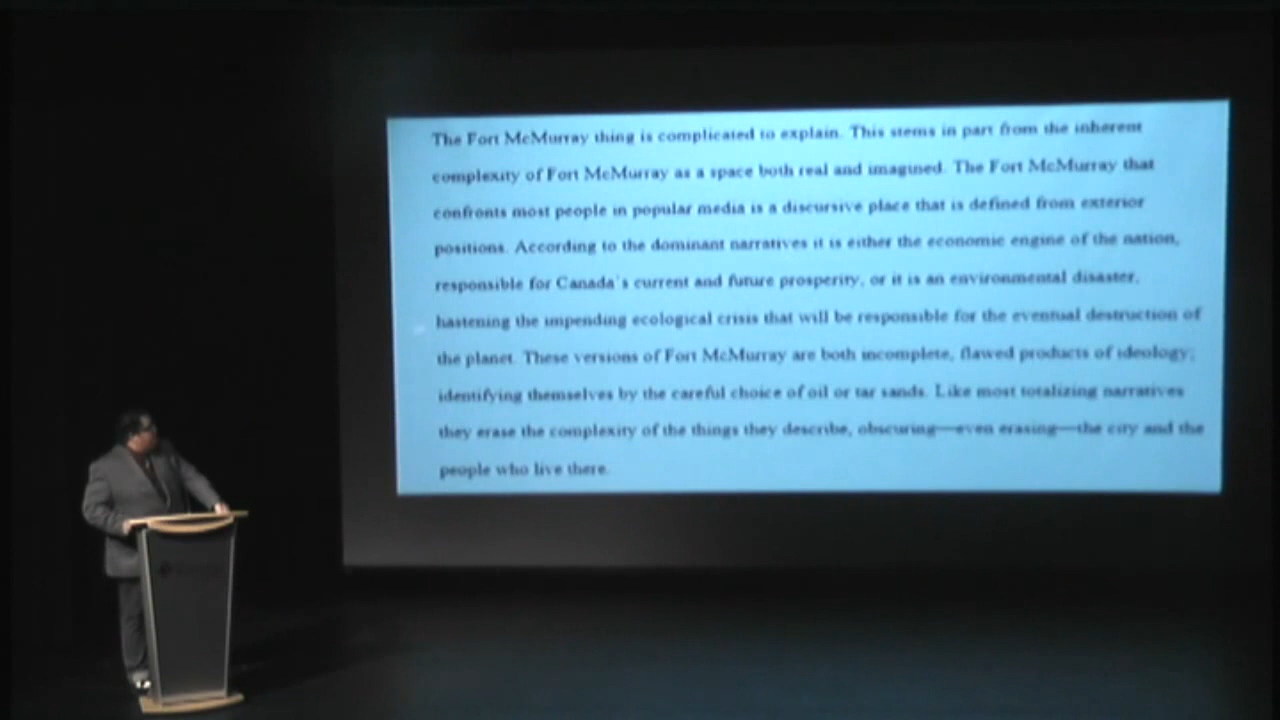 The Fort McMurray thing is complicated to explain. This stems in part from the inherent
complexity of Fort McMurray as a space both real and imagined. The Fort McMurray that
confronts most people in popular media is a discursive place that is defined from exterior
positions. According to the dominant narratives it is either the economic engine of the nation,
responsible for Canada's current and future prosperity, or it is an environmental disaster,
hastening the impending ecological crisis that will be responsible for the eventual destruction of
the planet. These versions of Fort McMurray are both incomplete, flawed products of ideology;
identifying themselves by the careful choice of oil or tar sands. Like most totalizing narratives
they erase the complexity of the things they describe, obscuring—even erasing—the city and the
people who live there.